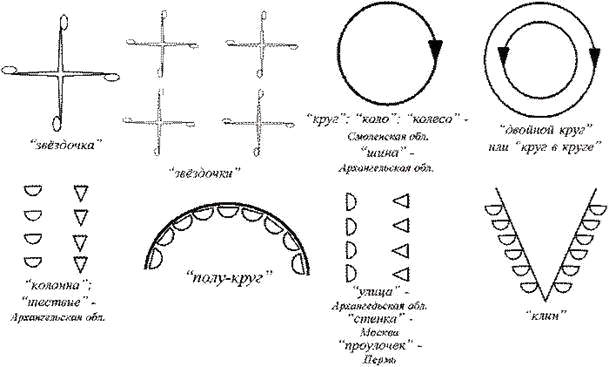 "звёздочка"
"звёздочки"
"круг"; "коло"; "колесо" -
Смоленская обл.
"шина" -
Архангельская обл.
"двойной круг"
или "круг в круге"
"колонна";
"шествие" -
Архангельская обл.
"полу-круг"
"улица" -
Архангельская обл.
"стенка" -
Москва
"проулочек" -
Пермь
"клин"